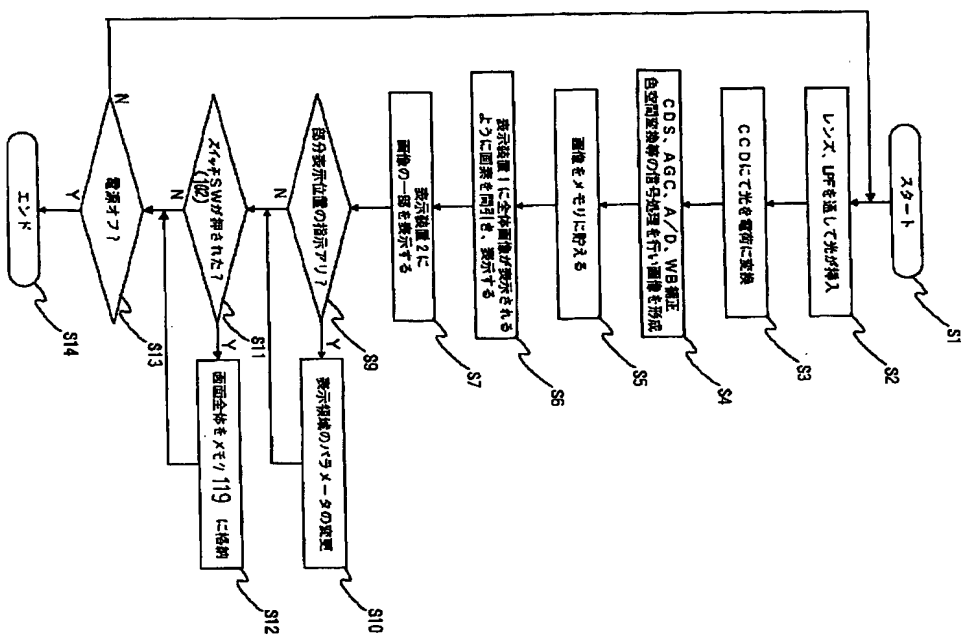 スタート
S1
レンズ、LPFを通して光が挿入
S2
CCDにて光を電荷に変換
S3
CDS、AGC、A/D、WB補正
色空間変換等の信号処理を行い画像を形成
S4
画像をメモリに貯える
S5
表示装置1に全体画像が表示される
ように画素を間引き、表示する
S6
表示装置2に
画像の一部を表示する
S7
部分表示位置の指示アリ?
S9
Y
N
表示領域のパラメータの変更
S10
スイッチSWが押された?
(102)
S11
Y
N
画面全体をメモリ119に格納
S12
電源オフ?
S13
N
Y
エンド
S14